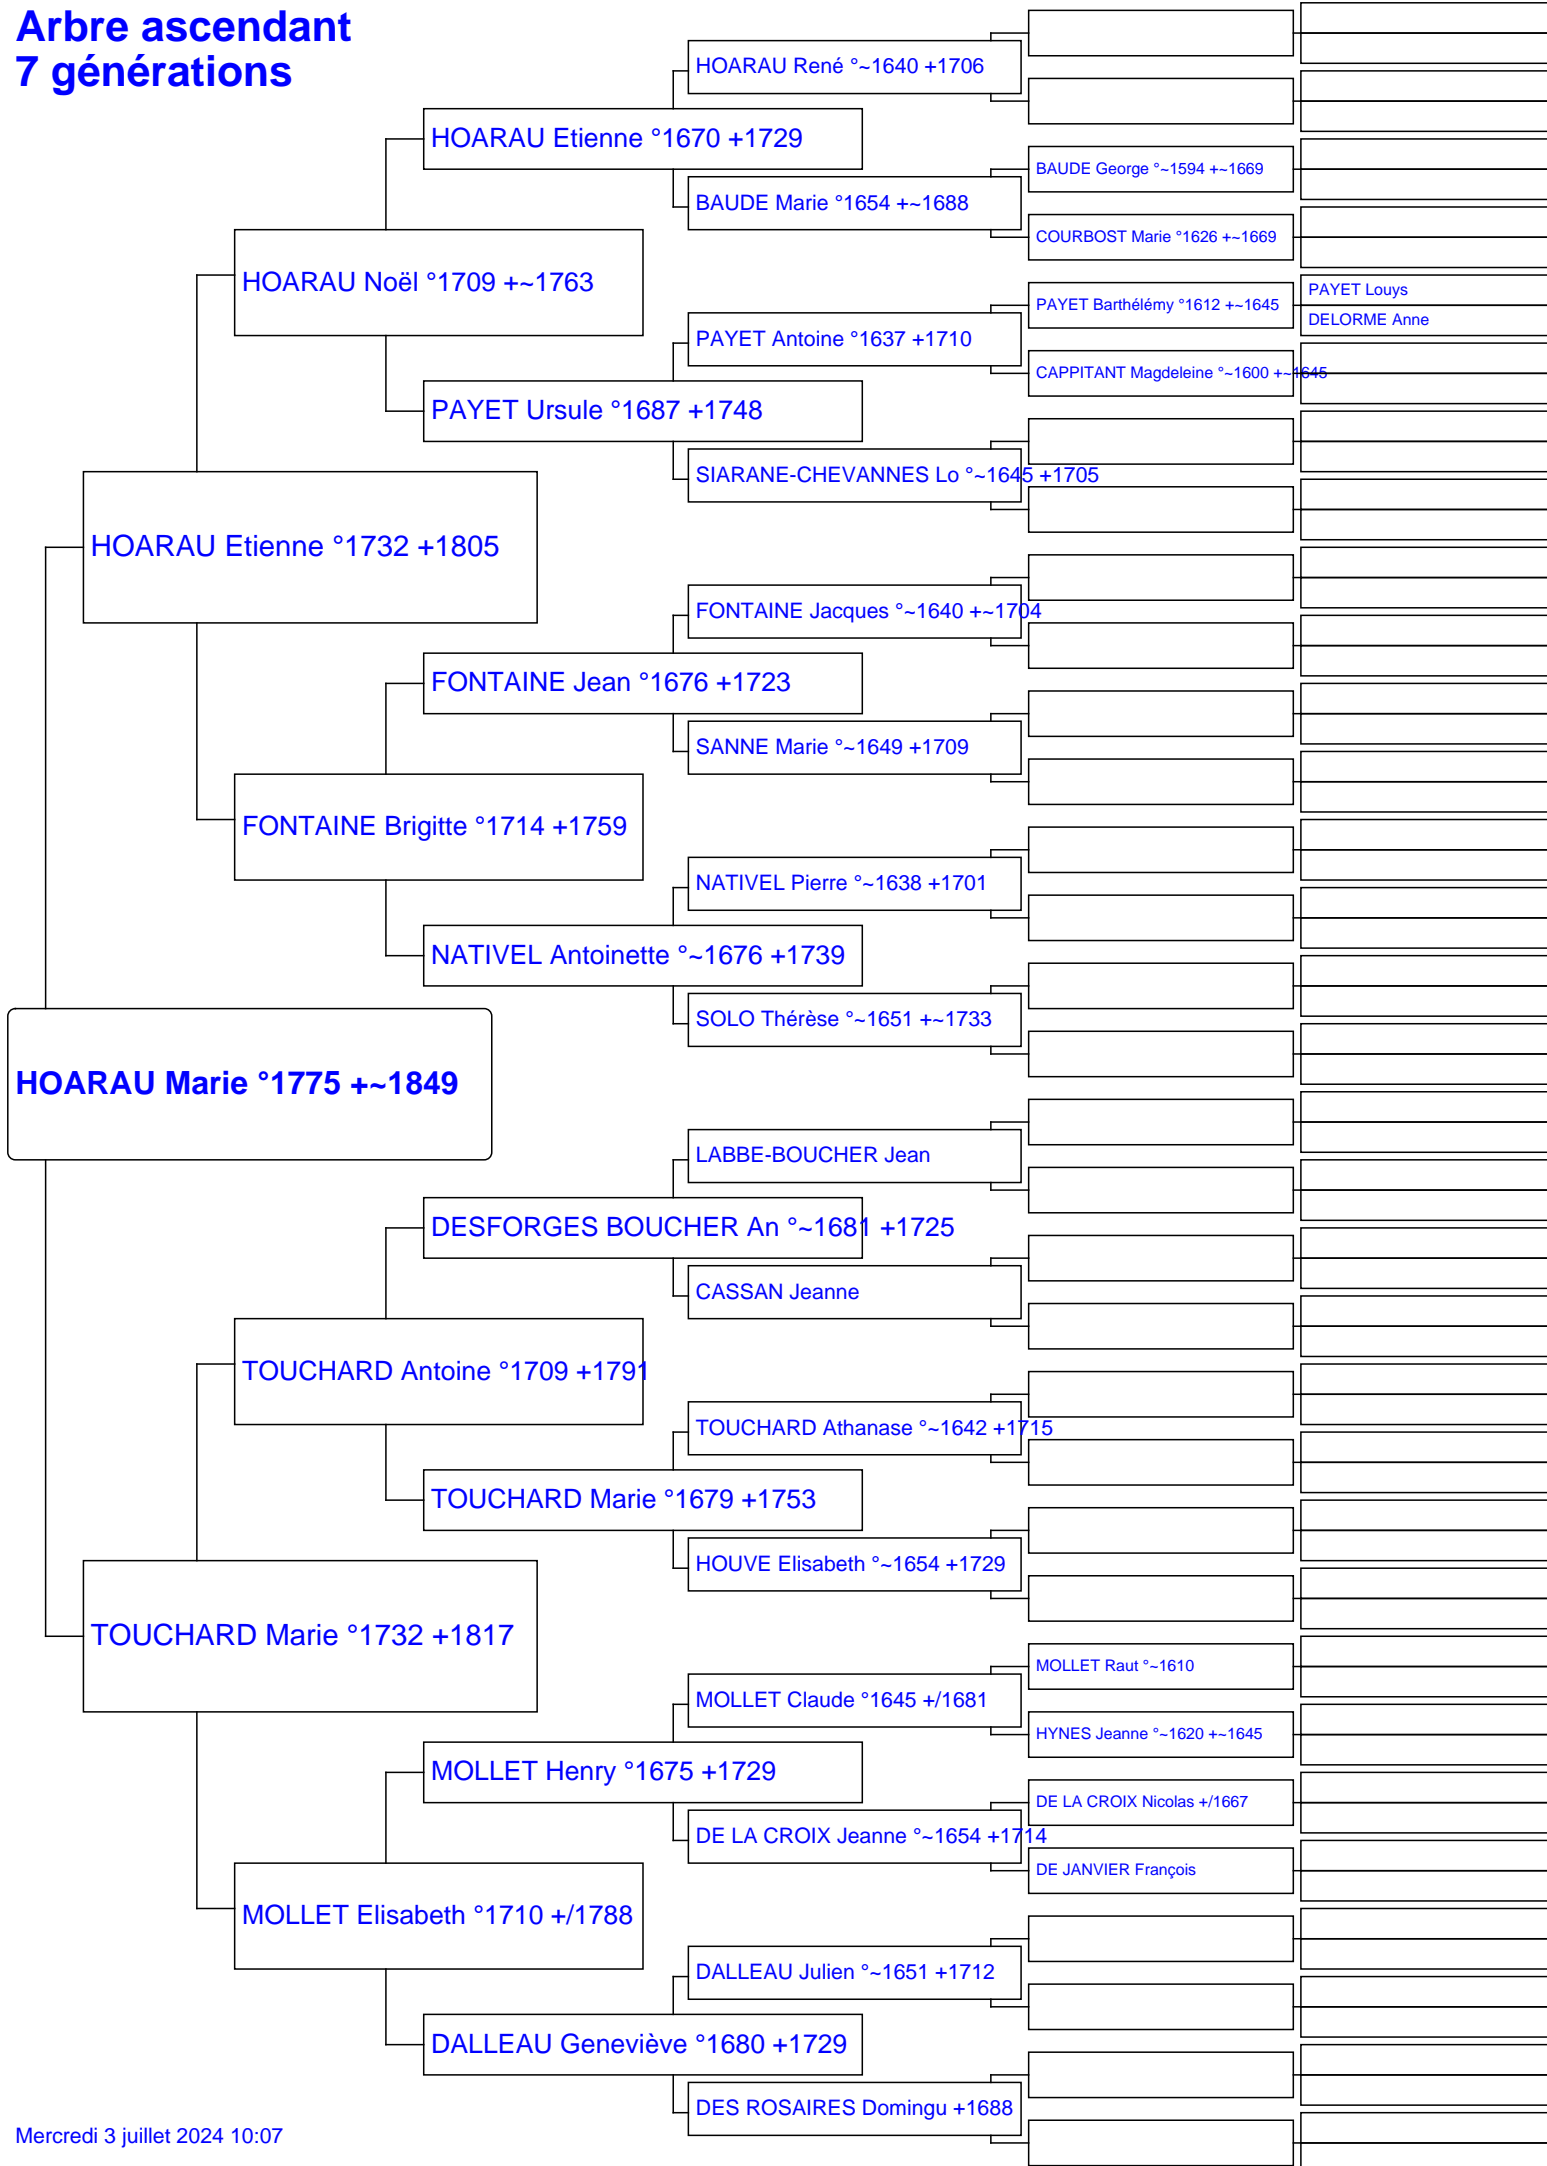 Arbre ascendant
7 générations
HOARAU René °~1640 +1706
HOARAU Etienne °1670 +1729
BAUDE George °~1594 +~1669
BAUDE Marie °1654 +~1688
COURBOST Marie °1626 +~1669
HOARAU Noël °1709 +~1763
PAYET Louys
PAYET Barthélémy °1612 +~1645
DELORME Anne
PAYET Antoine °1637 +1710
CAPPITANT Magdeleine °~1600 +~1645
PAYET Ursule °1687 +1748
SIARANE-CHEVANNES Lo °~1645 +1705
HOARAU Etienne °1732 +1805
FONTAINE Jacques °~1640 +~1704
FONTAINE Jean °1676 +1723
SANNE Marie °~1649 +1709
FONTAINE Brigitte °1714 +1759
NATIVEL Pierre °~1638 +1701
NATIVEL Antoinette °~1676 +1739
SOLO Thérèse °~1651 +~1733
HOARAU Marie °1775 +~1849
LABBE-BOUCHER Jean
DESFORGES BOUCHER An °~1681 +1725
CASSAN Jeanne
TOUCHARD Antoine °1709 +1791
TOUCHARD Athanase °~1642 +1715
TOUCHARD Marie °1679 +1753
HOUVE Elisabeth °~1654 +1729
TOUCHARD Marie °1732 +1817
MOLLET Raut °~1610
MOLLET Claude °1645 +/1681
HYNES Jeanne °~1620 +~1645
MOLLET Henry °1675 +1729
DE LA CROIX Nicolas +/1667
DE LA CROIX Jeanne °~1654 +1714
DE JANVIER François
MOLLET Elisabeth °1710 +/1788
DALLEAU Julien °~1651 +1712
DALLEAU Geneviève °1680 +1729
DES ROSAIRES Domingu +1688
Mercredi 3 juillet 2024 10:07